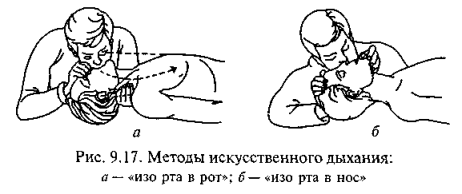 а
б
Рис. 9.17. Методы искусственного дыхания:
а — «изо рта в рот»; б — «изо рта в нос»